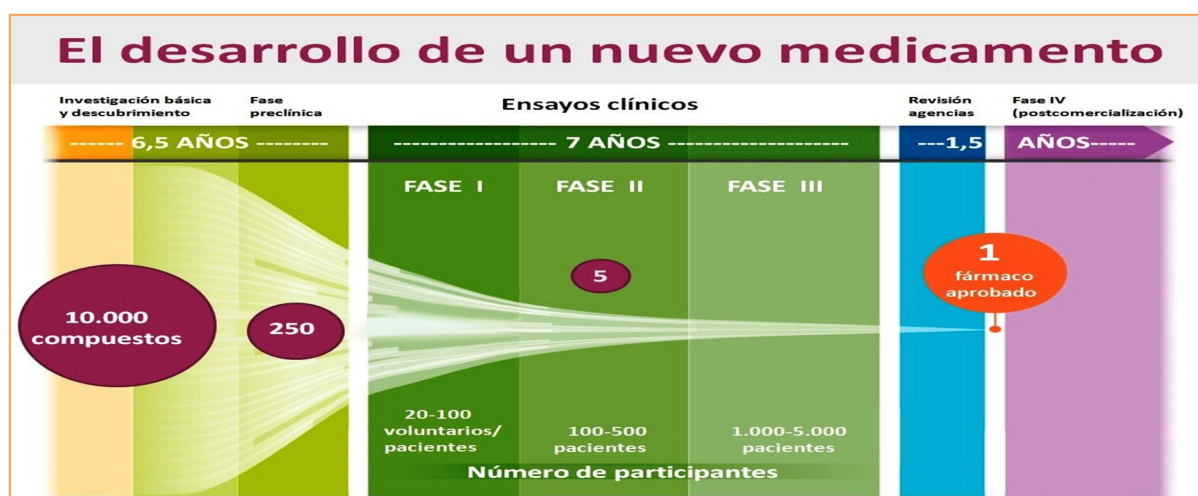 El desarrollo de un nuevo medicamento
Investigación básica
y descubrimiento
Fase
preclínica
Ensayos clínicos
Revisión
agencias
Fase IV
(postcomercialización)
------ 6,5 AÑOS --------
------------------ 7 AÑOS --------------------
---1,5 AÑOS-----
FASE I
FASE II
FASE III
10.000
compuestos
250
5
1
fármaco
aprobado
20-100
voluntarios/
pacientes
100-500
pacientes
1.000-5.000
pacientes
Número de participantes